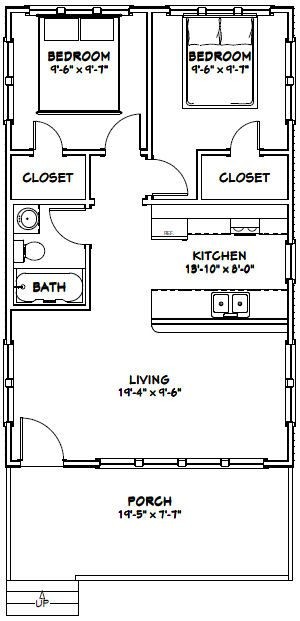 BEDROOM
9'-6" x 9'-7"
BEDROOM
9'-6" x 9'-7"
CLOSET
CLOSET
REF.
KITCHEN
13'-10" x 8'-0"
BATH
LIVING
19'-4" x 9'-6"
PORCH
19'-5" x 7'-7"
UP